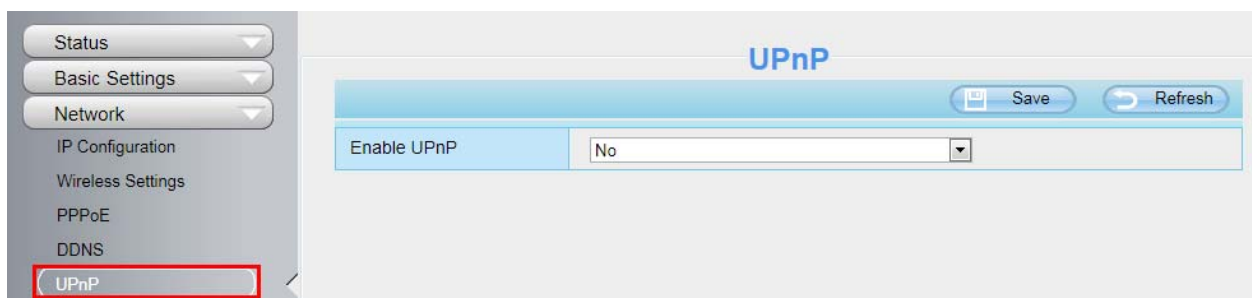 Status
Basic Settings
Network
IP Configuration
Wireless Settings
PPPoE
DDNS
UPnP
UPnP
Save Refresh
Enable UPnP No